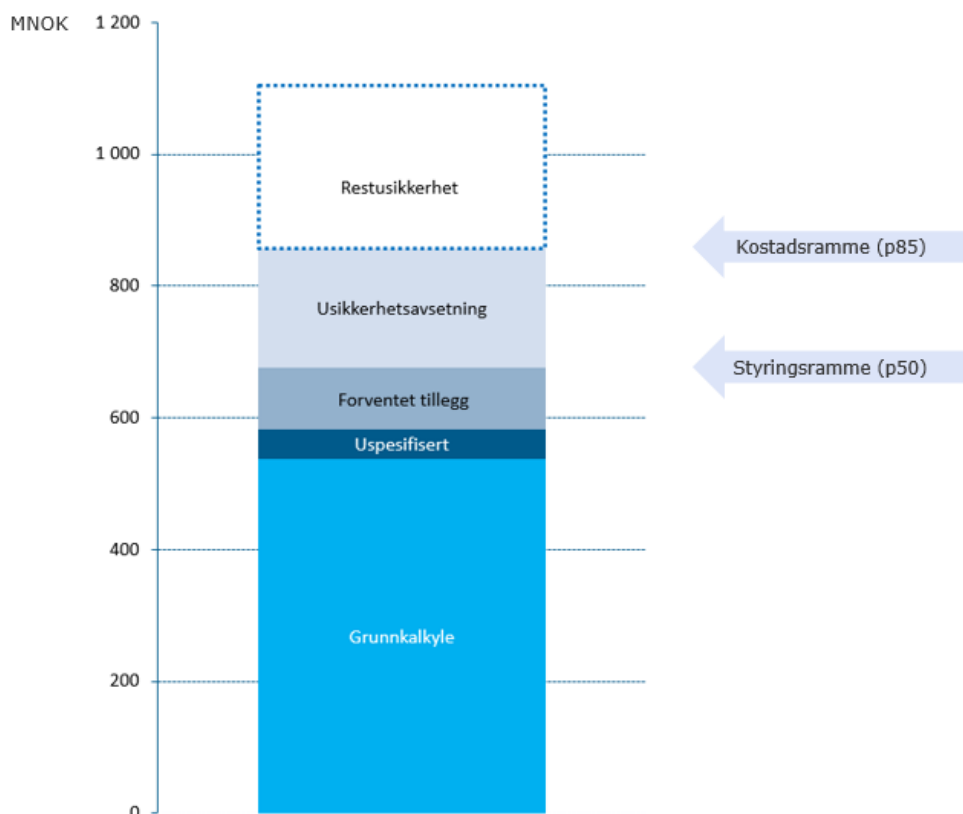 MNOK
1 200
1 000
Restusikkerhet
Kostadsramme (p85)
800
Usikkerhetsavsetning
Styringsramme (p50)
Forventet tillegg
600
Uspesifisert
400
Grunnkalkyle
200
0